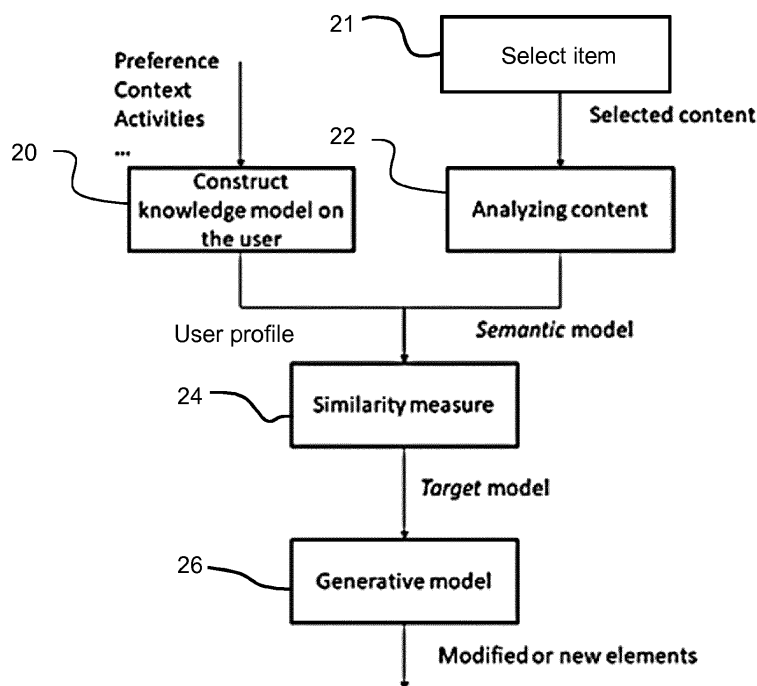 21
Select item
Preference
Context
Activities
...
Selected content
20
22
Construct
knowledge model on
the user
Analyzing content
User profile
Semantic model
24
Similarity measure
Target model
26
Generative model
Modified or new elements